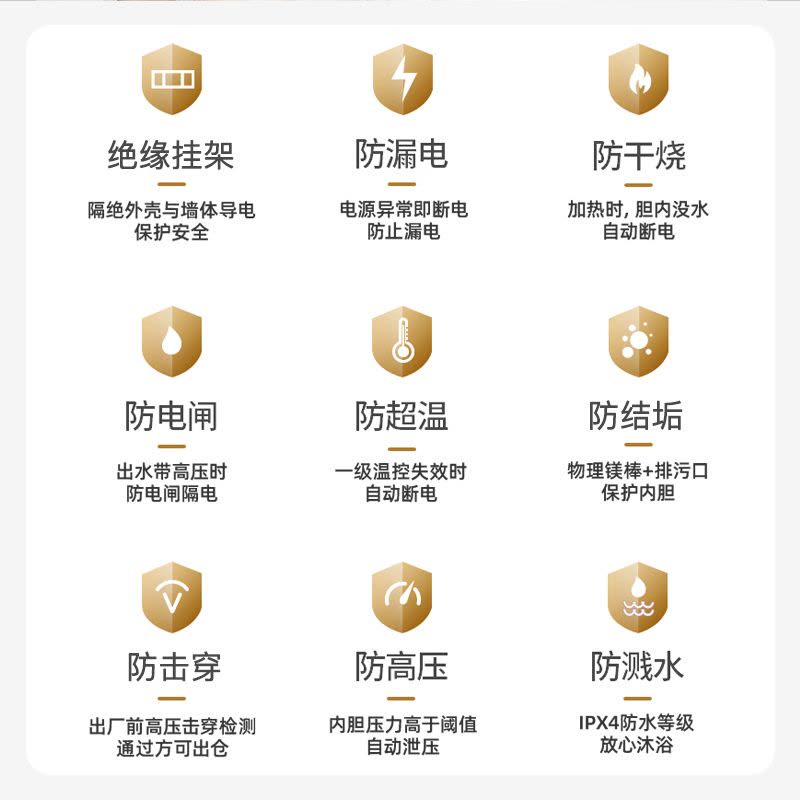 绝缘挂架
隔绝外壳与墙体导电
保护安全
防漏电
电源异常即断电
防止漏电
防干烧
加热时, 胆内没水
自动断电
防电闸
出水带高压时
防电闸隔电
防超温
一级温控失效时
自动断电
防结垢
物理镁棒+排污口
保护内胆
V
防击穿
出厂前高压击穿检测
通过方可出仓
防高压
内胆压力高于阈值
自动泄压
防溅水
IPX4防水等级
放心沐浴